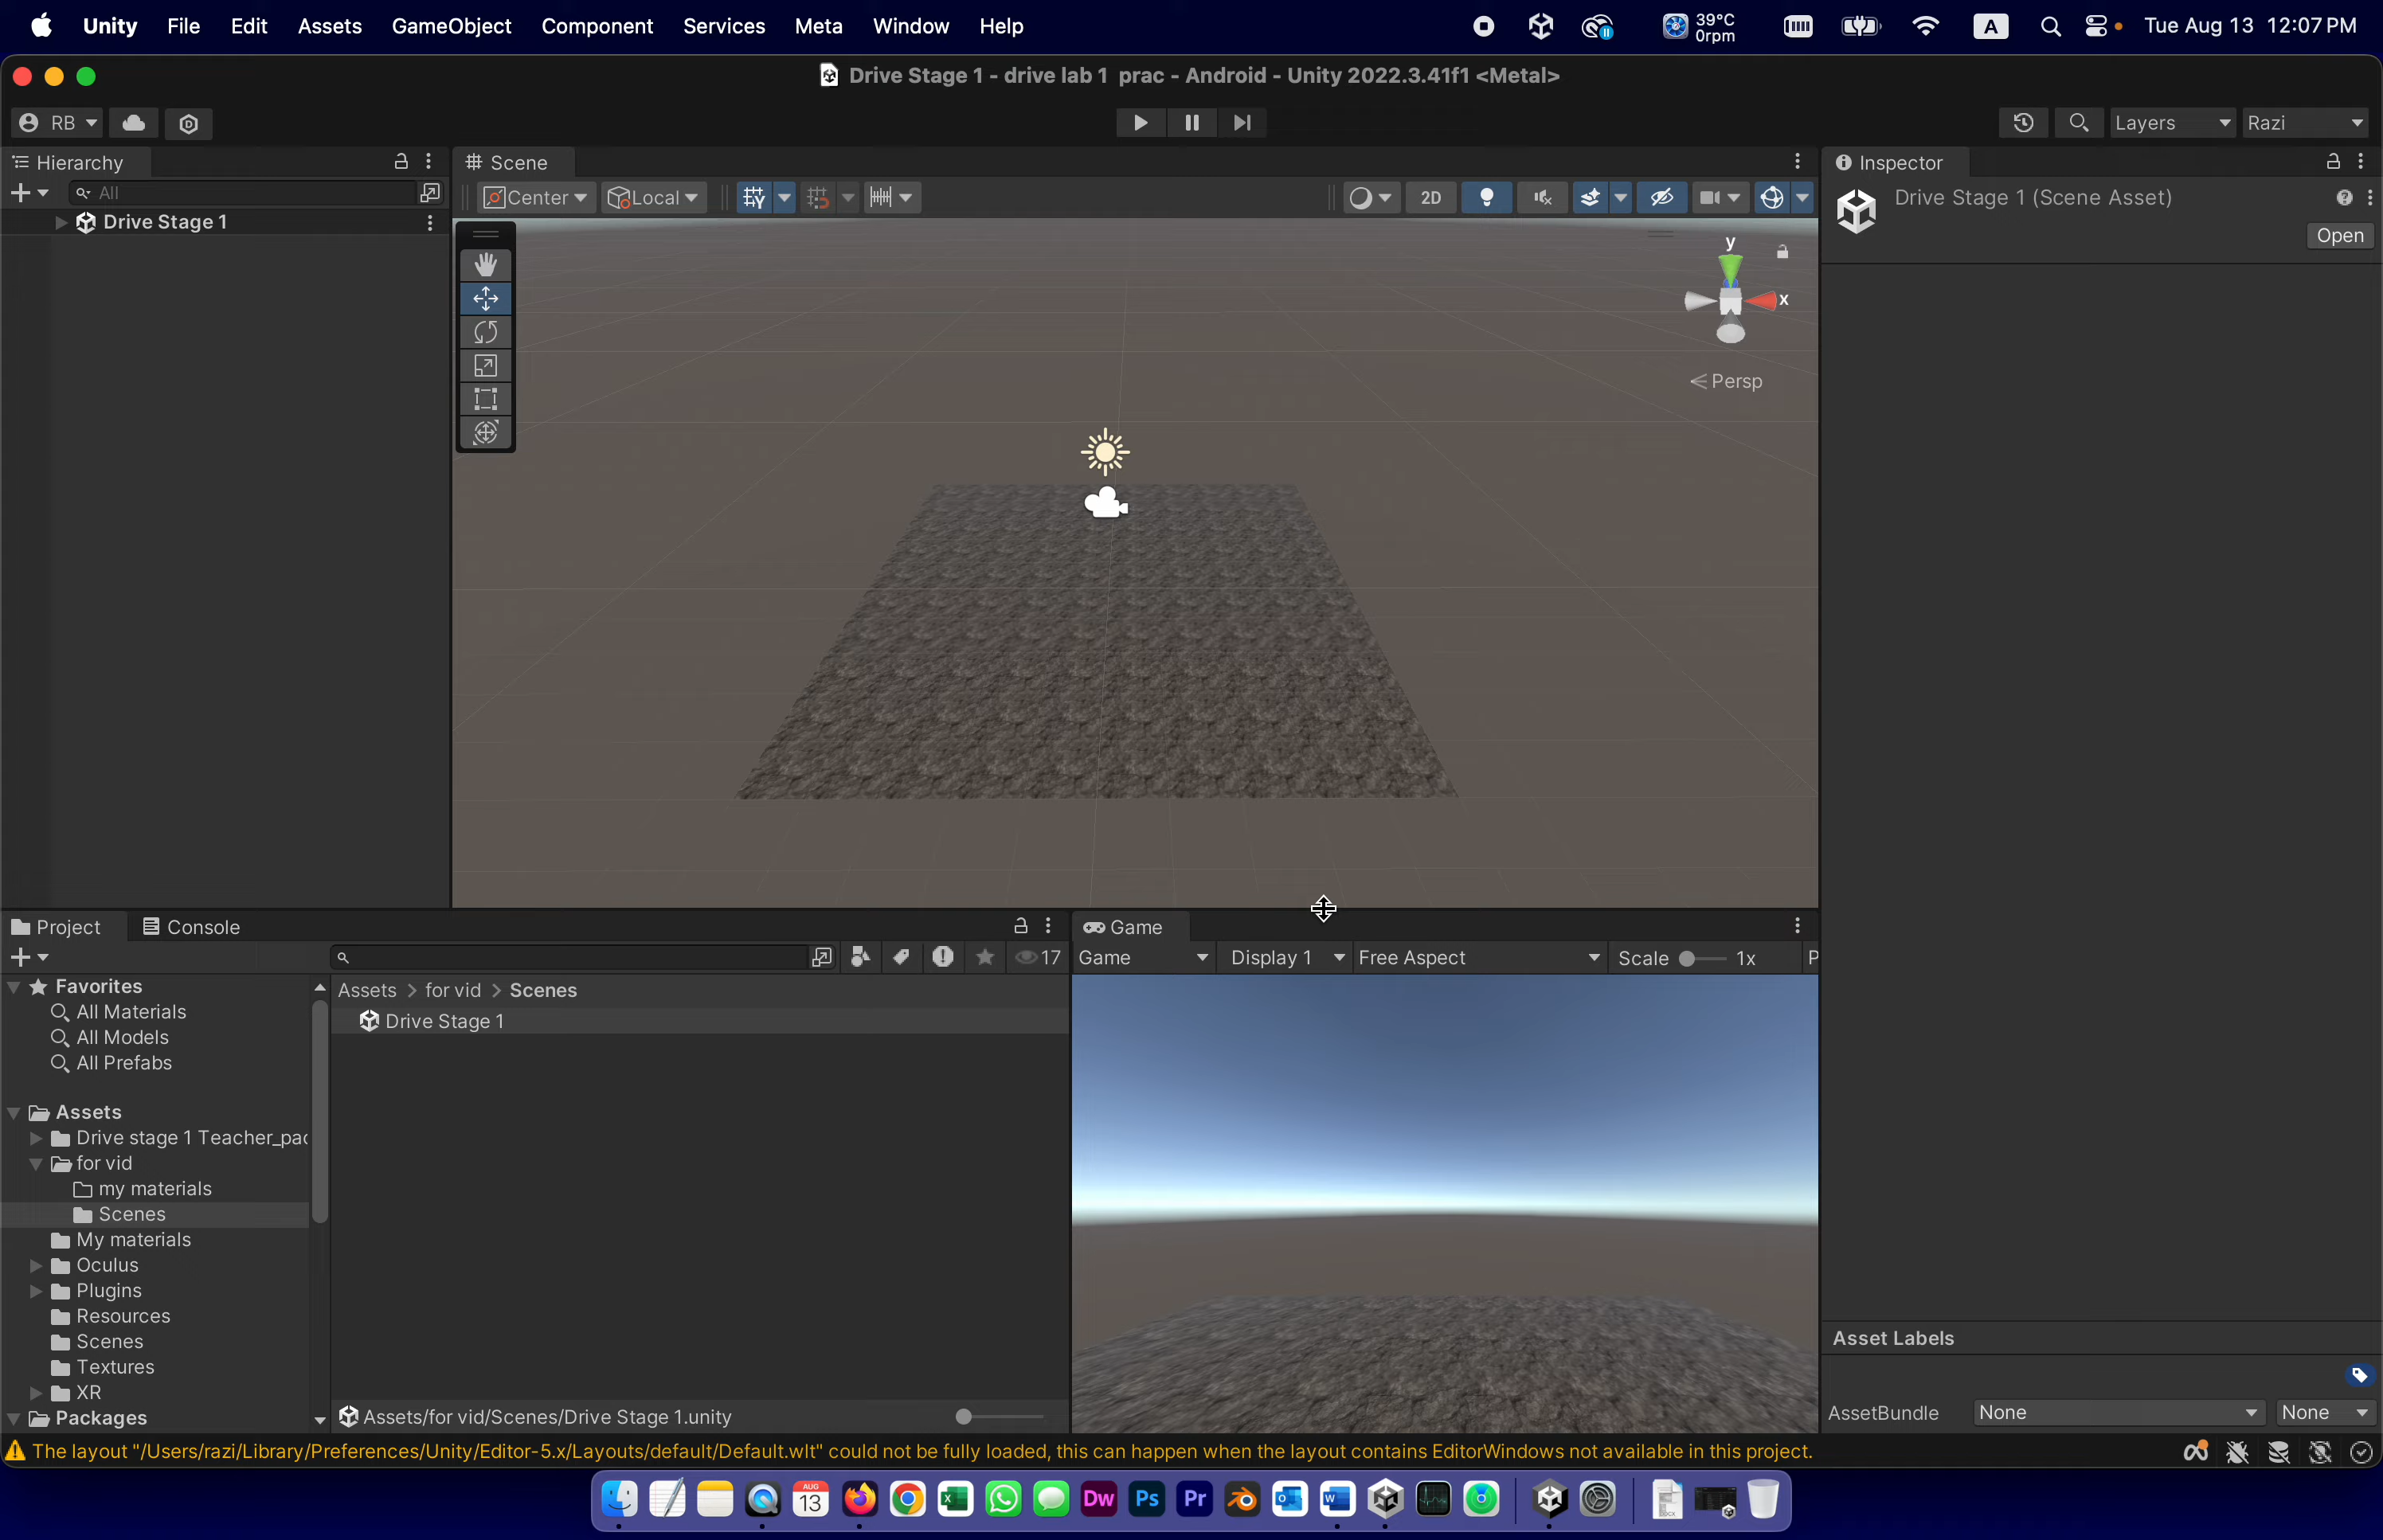 Unity File Edit Assets GameObject Component Services Meta Window Help 39°C 0rpm A Tue Aug 13 12:07 PM
Drive Stage 1 - drive lab 1 prac - Android - Unity 2022.3.41f1 <Metal>
RB Layers Razi
Hierarchy
All
Drive Stage 1
Scene
Center Local 2D
y
x
Persp
Inspector
Drive Stage 1 (Scene Asset)
Open
Project Console
17
Favorites
All Materials
All Models
All Prefabs
Assets
Drive stage 1 Teacher_pac
for vid
my materials
Scenes
My materials
Oculus
Plugins
Resources
Scenes
Textures
XR
Packages
Assets > for vid > Scenes
Drive Stage 1
Assets/for vid/Scenes/Drive Stage 1.unity
Game
Game Display 1 Free Aspect Scale 1x P
Asset Labels
AssetBundle None None
The layout "/Users/razi/Library/Preferences/Unity/Editor-5.x/Layouts/default/Default.wlt" could not be fully loaded, this can happen when the layout contains EditorWindows not available in this project.
AUG
13
Dw Ps Pr
DOCX